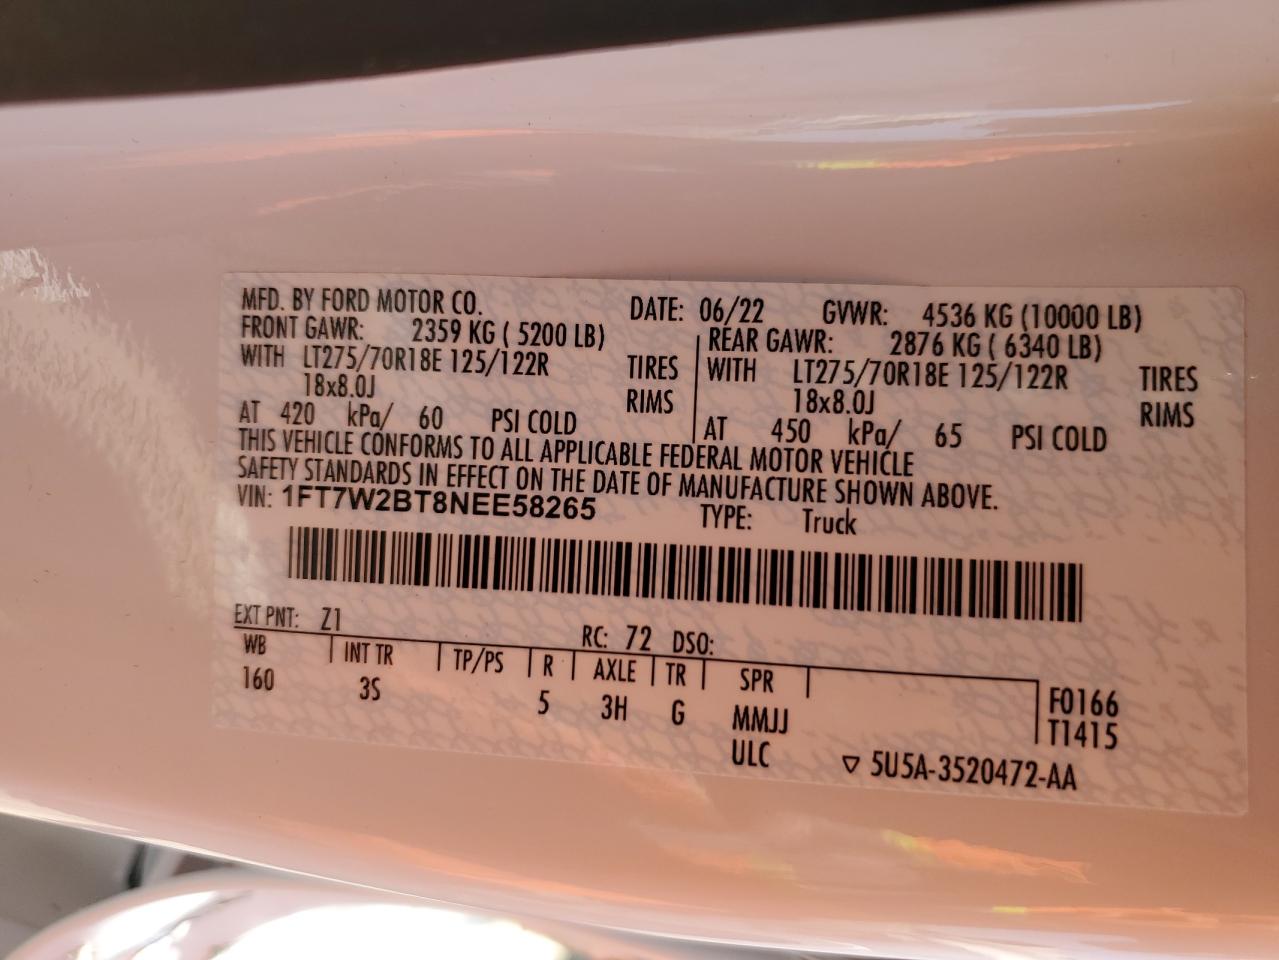 MFD. BY FORD MOTOR CO. DATE: 06/22 GVWR: 4536 KG (10000 LB)
FRONT GAWR: 2359 KG ( 5200 LB) REAR GAWR: 2876 KG ( 6340 LB)
WITH LT275/70R18E 125/122R TIRES WITH LT275/70R18E 125/122R TIRES
18x8.0J RIMS 18x8.0J RIMS
AT 420 kPa/ 60 PSI COLD AT 450 kPa/ 65 PSI COLD
THIS VEHICLE CONFORMS TO ALL APPLICABLE FEDERAL MOTOR VEHICLE
SAFETY STANDARDS IN EFFECT ON THE DATE OF MANUFACTURE SHOWN ABOVE.
VIN: 1FT7W2BT8NEE58265 TYPE: Truck
EXT PNT: Z1 RC: 72 DSO:
WB INT TR TP/PS R AXLE TR SPR
160 3S 5 3H G MMJJ F0166
T1415
ULC ▽ 5U5A-3520472-AA